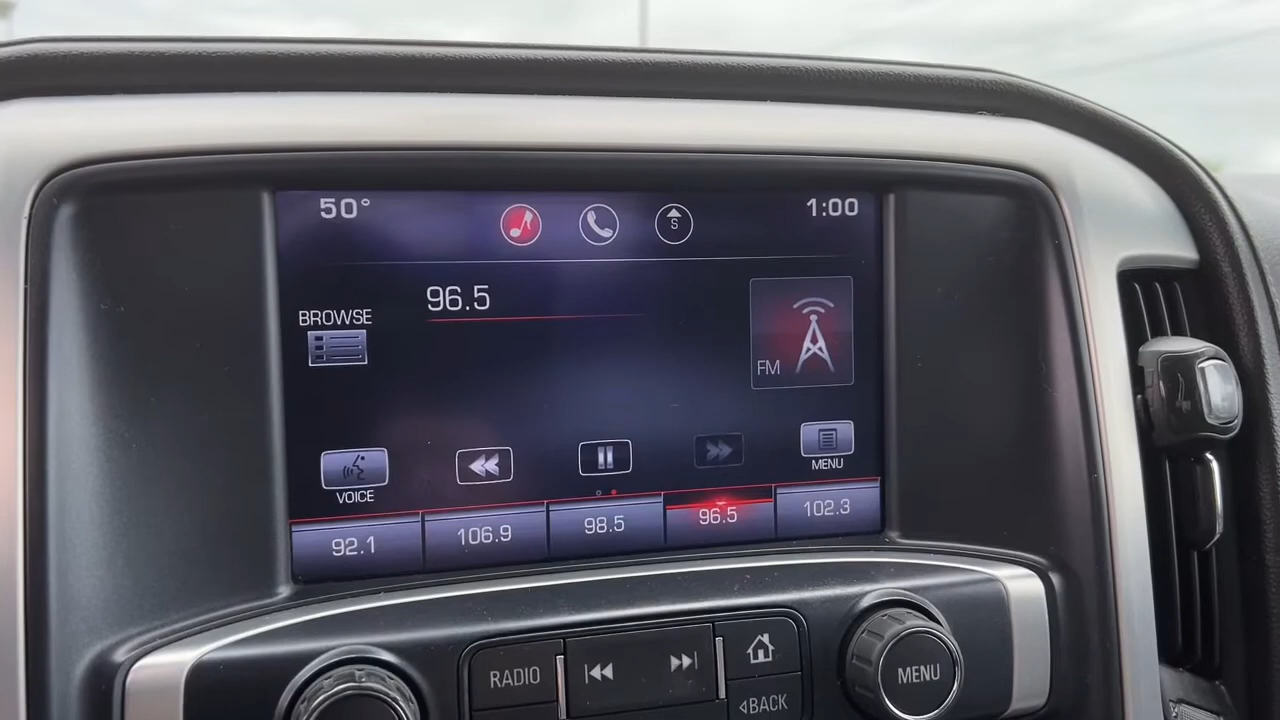 50°
S
1:00
96.5
BROWSE
FM
VOICE
MENU
92.1
106.9
98.5
96.5
102.3
RADIO
MENU
BACK